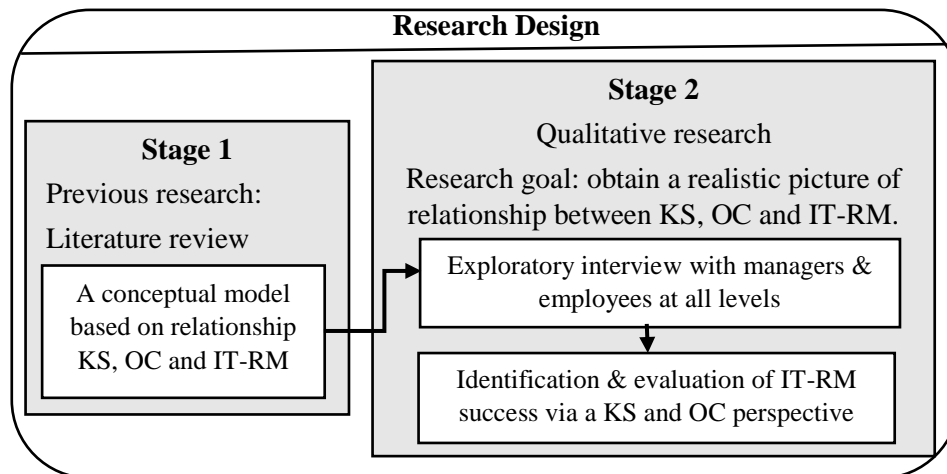 Research Design
Stage 1
Previous research:
Literature review
A conceptual model
based on relationship
KS, OC and IT-RM
Stage 2
Qualitative research
Research goal: obtain a realistic picture of
relationship between KS, OC and IT-RM.
Exploratory interview with managers &
employees at all levels
Identification & evaluation of IT-RM
success via a KS and OC perspective